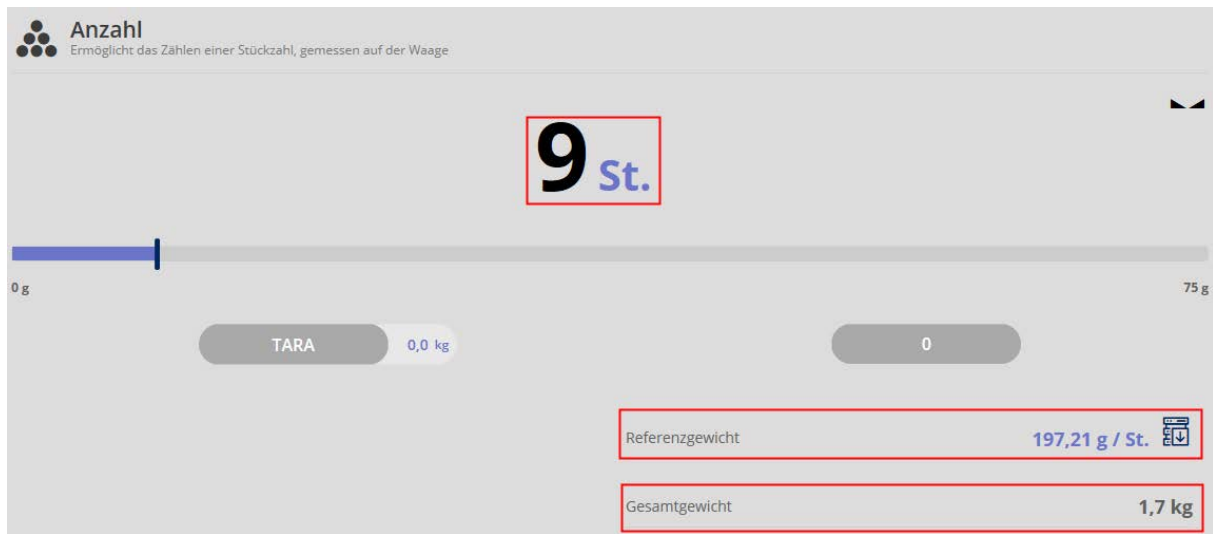 Anzahl
Ermöglicht das Zählen einer Stückzahl, gemessen auf der Waage
9 St.
0 g
75 g
TARA 0,0 kg
0
Referenzgewicht 197,21 g / St.
Gesamtgewicht 1,7 kg